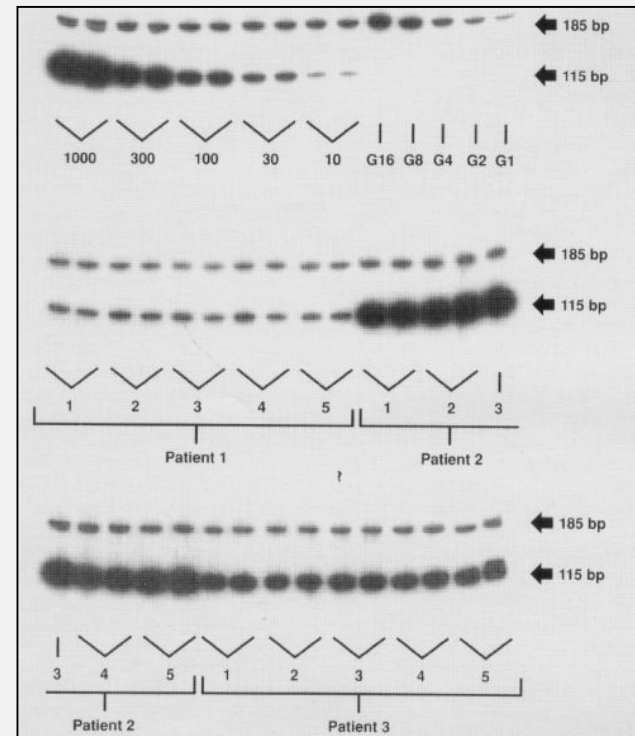 185 bp
115 bp
1000 300 100 30 10 G16 G8 G4 G2 G1
185 bp
115 bp
1 2 3 4 5 1 2 3
Patient 1 Patient 2
185 bp
115 bp
3 4 5 1 2 3 4 5
Patient 2 Patient 3